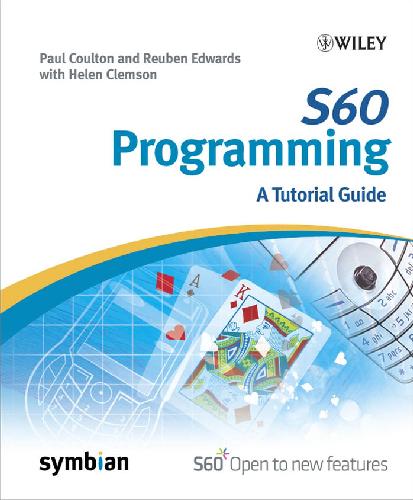 Paul Coulton and Reuben Edwards
with Helen Clemson
WILEY
S60
Programming
A Tutorial Guide
A
K
symbian
S60 Open to new features